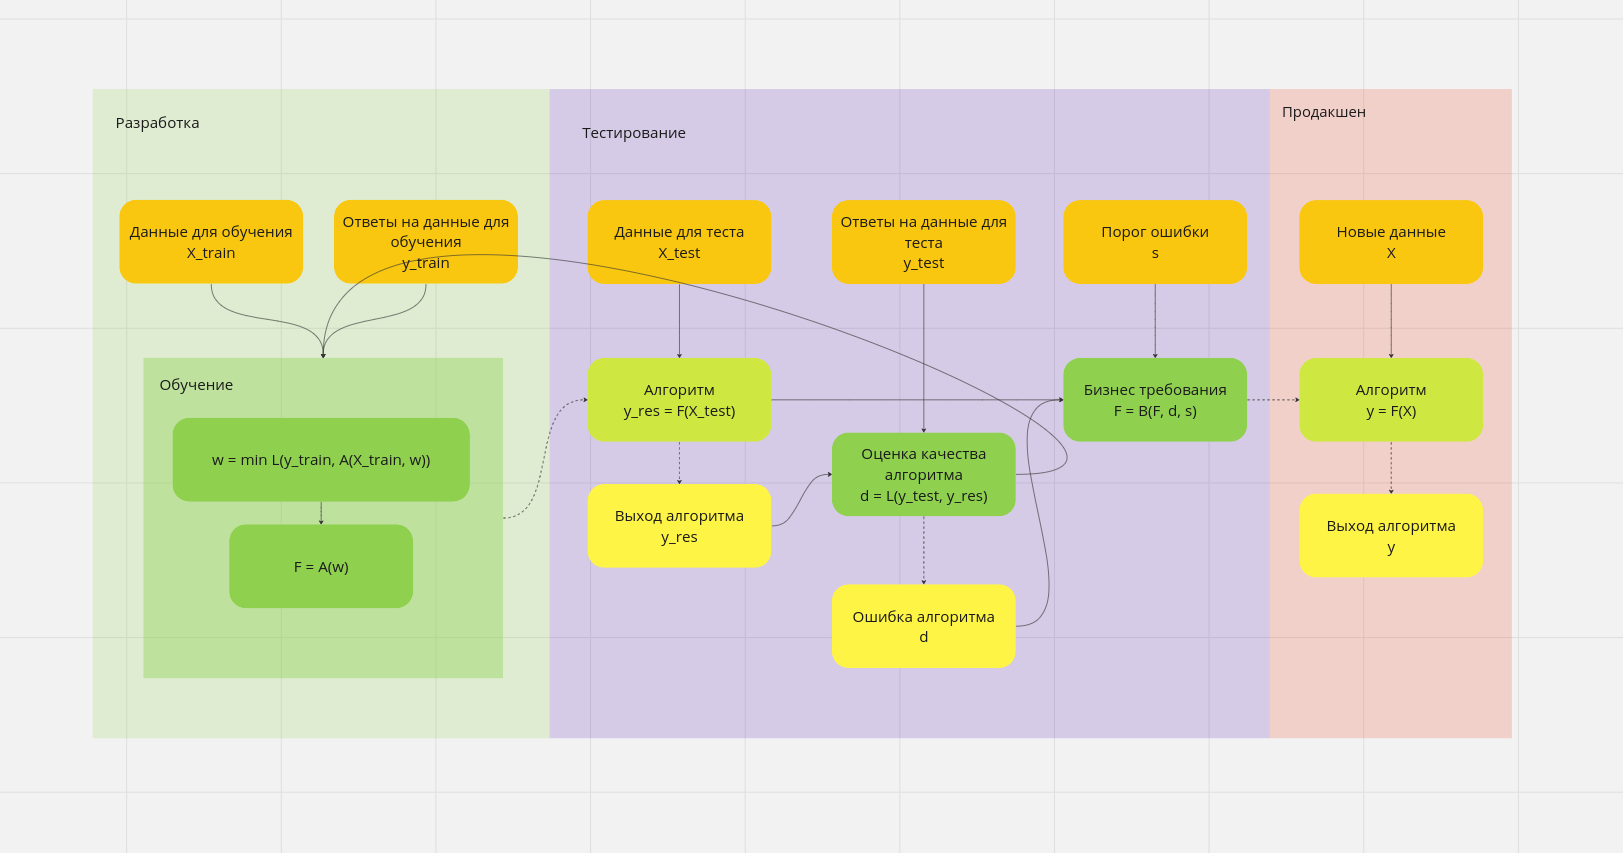 Разработка
Данные для обучения
X_train
Ответы на данные для
обучения
y_train
Обучение
w = min L(y_train, A(X_train, w))
F = A(w)
Тестирование
Данные для теста
X_test
Ответы на данные для
теста
y_test
Порог ошибки
s
Алгоритм
y_res = F(X_test)
Бизнес требования
F = B(F, d, s)
Оценка качества
алгоритма
d = L(y_test, y_res)
Выход алгоритма
y_res
Ошибка алгоритма
d
Продакшен
Новые данные
X
Алгоритм
y = F(X)
Выход алгоритма
y